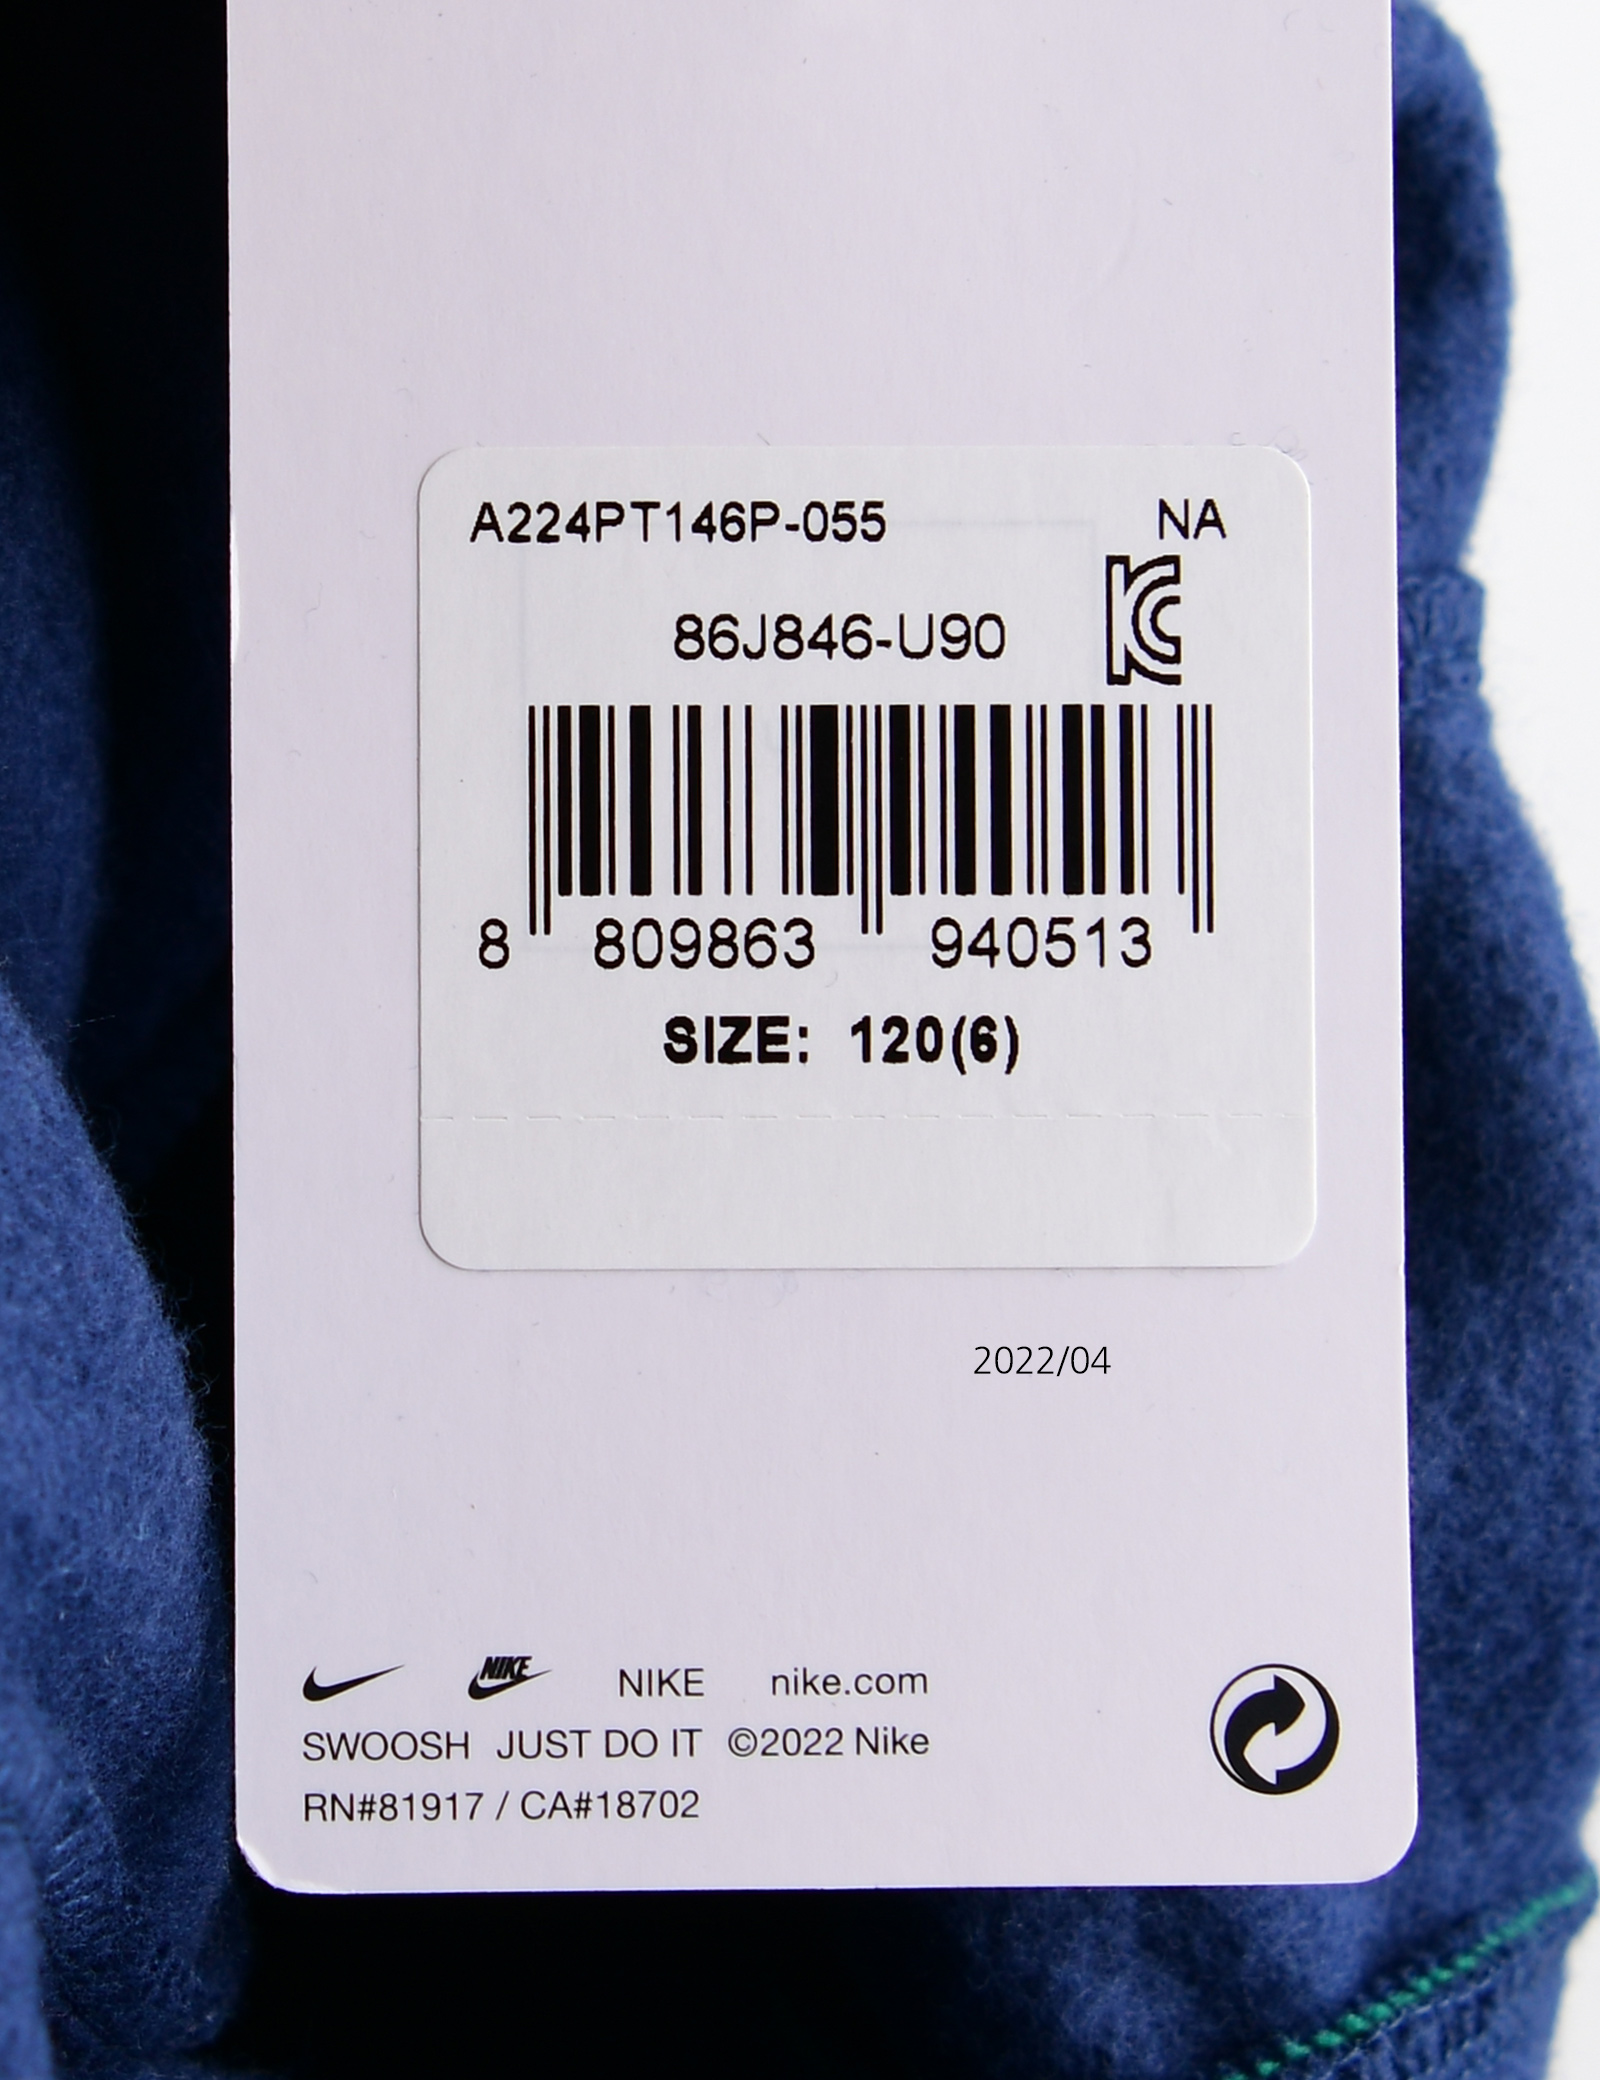 A224PT146P-055 NA
86J846-U90
8 809863 940513
SIZE: 120(6)
2022/04
NIKE NIKE nike.com
SWOOSH JUST DO IT ©2022 Nike
RN#81917 / CA#18702